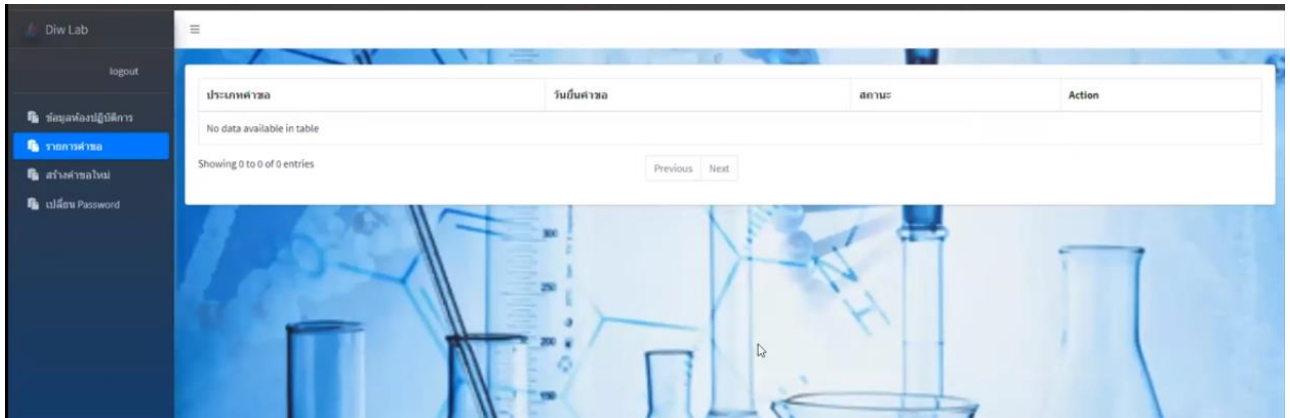 Diw Lab
logout
ข้อมูลห้องปฏิบัติการ
รายการคำขอ
สร้างคำขอใหม่
เปลี่ยน Password
ประเภทคำขอ วันยื่นคำขอ สถานะ Action
No data available in table
Showing 0 to 0 of 0 entries
Previous Next
300
250
200
150